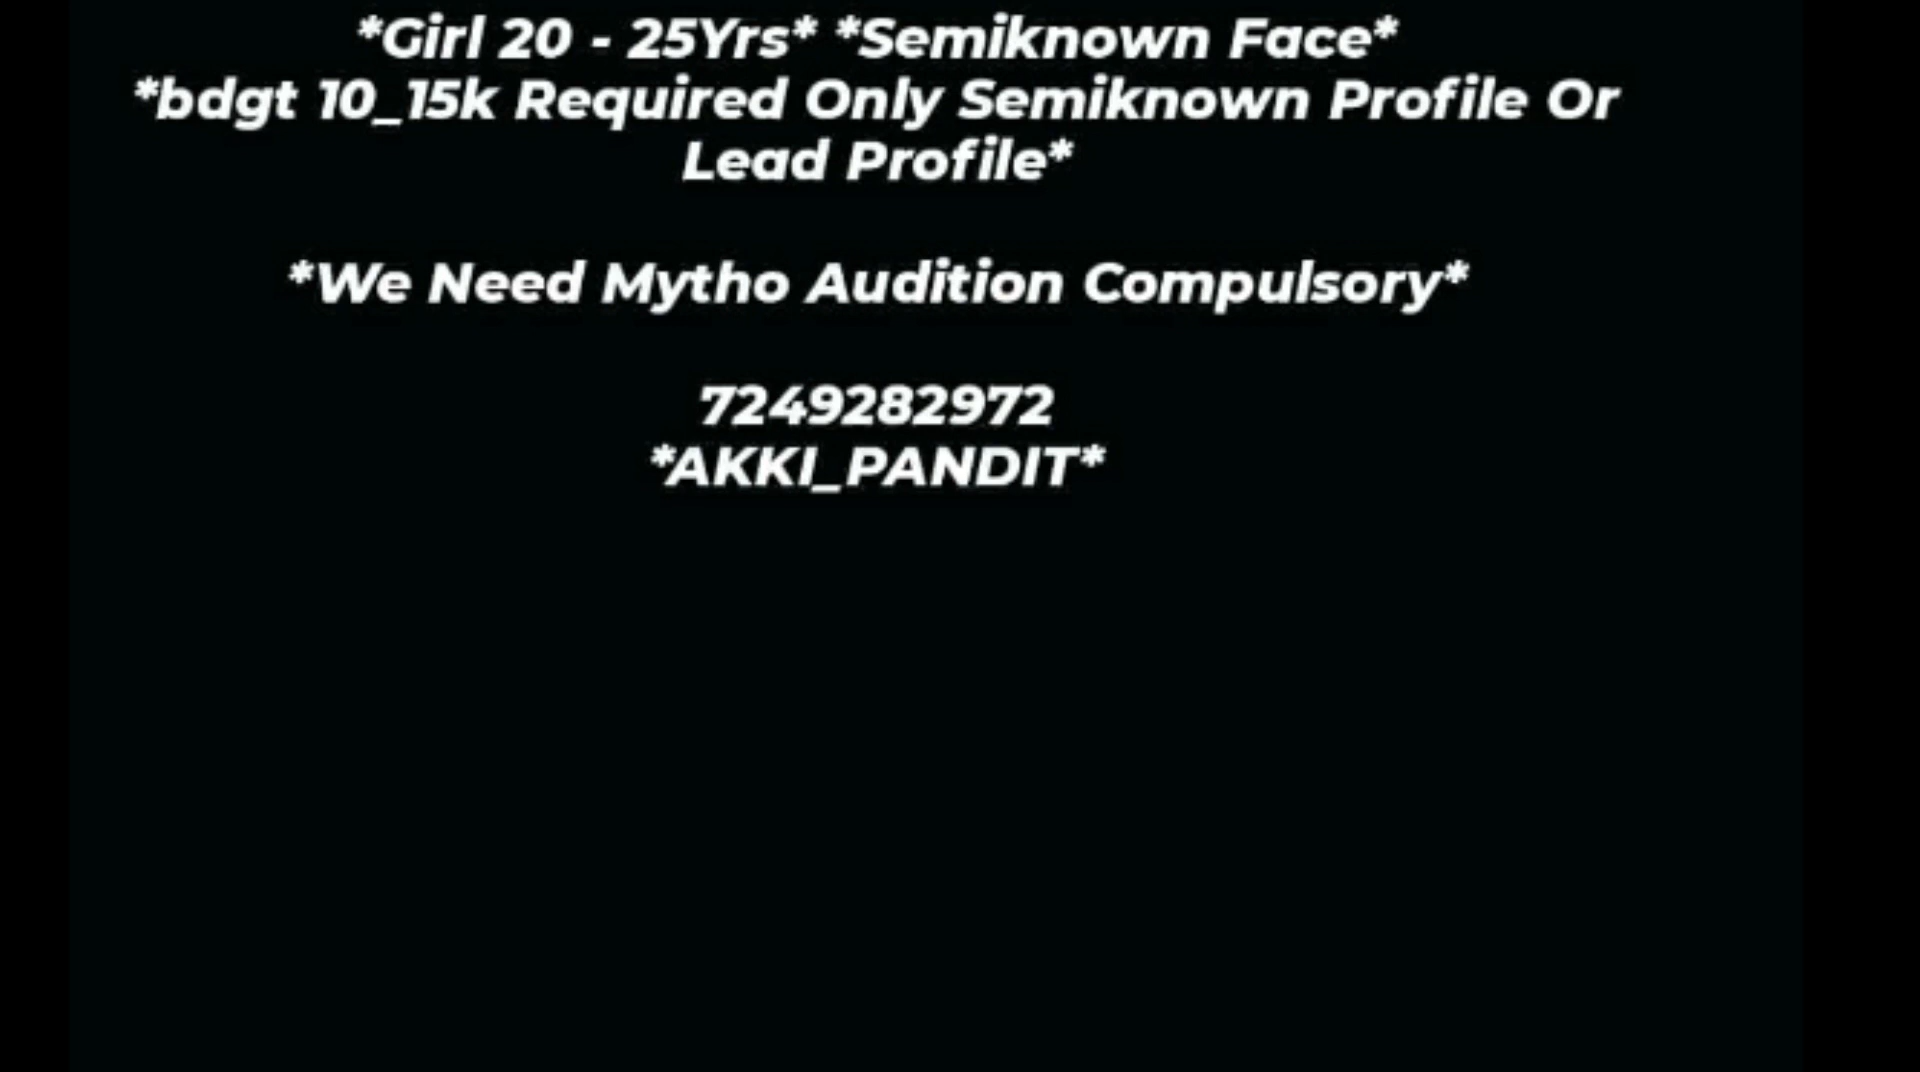 *Girl 20 - 25Yrs* *Semiknown Face*
*bdgt 10_15k Required Only Semiknown Profile Or
Lead Profile*
*We Need Mytho Audition Compulsory*
7249282972
*AKKI_PANDIT*